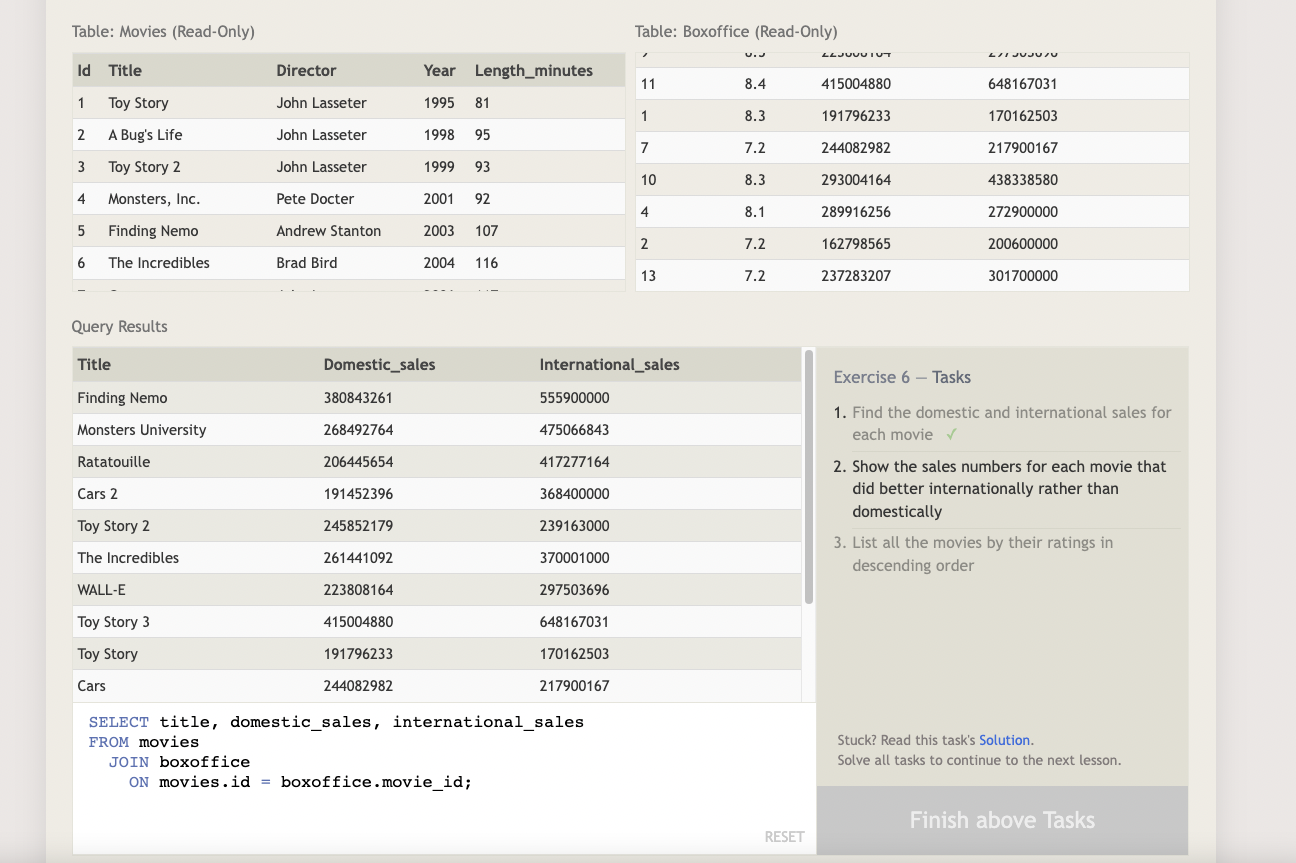 Table: Movies (Read-Only)
Id Title Director Year Length_minutes
1 Toy Story John Lasseter 1995 81
2 A Bug's Life John Lasseter 1998 95
3 Toy Story 2 John Lasseter 1999 93
4 Monsters, Inc. Pete Docter 2001 92
5 Finding Nemo Andrew Stanton 2003 107
6 The Incredibles Brad Bird 2004 116
Table: Boxoffice (Read-Only)
11 8.4 415004880 648167031
1 8.3 191796233 170162503
7 7.2 244082982 217900167
10 8.3 293004164 438338580
4 8.1 289916256 272900000
2 7.2 162798565 200600000
13 7.2 237283207 301700000
Query Results
Title Domestic_sales International_sales
Finding Nemo 380843261 555900000
Monsters University 268492764 475066843
Ratatouille 206445654 417277164
Cars 2 191452396 368400000
Toy Story 2 245852179 239163000
The Incredibles 261441092 370001000
WALL-E 223808164 297503696
Toy Story 3 415004880 648167031
Toy Story 191796233 170162503
Cars 244082982 217900167
SELECT title, domestic_sales, international_sales
FROM movies
JOIN boxoffice
ON movies.id = boxoffice.movie_id;
RESET
Exercise 6 — Tasks
1. Find the domestic and international sales for
each movie ✓
2. Show the sales numbers for each movie that
did better internationally rather than
domestically
3. List all the movies by their ratings in
descending order
Stuck? Read this task's Solution.
Solve all tasks to continue to the next lesson.
Finish above Tasks